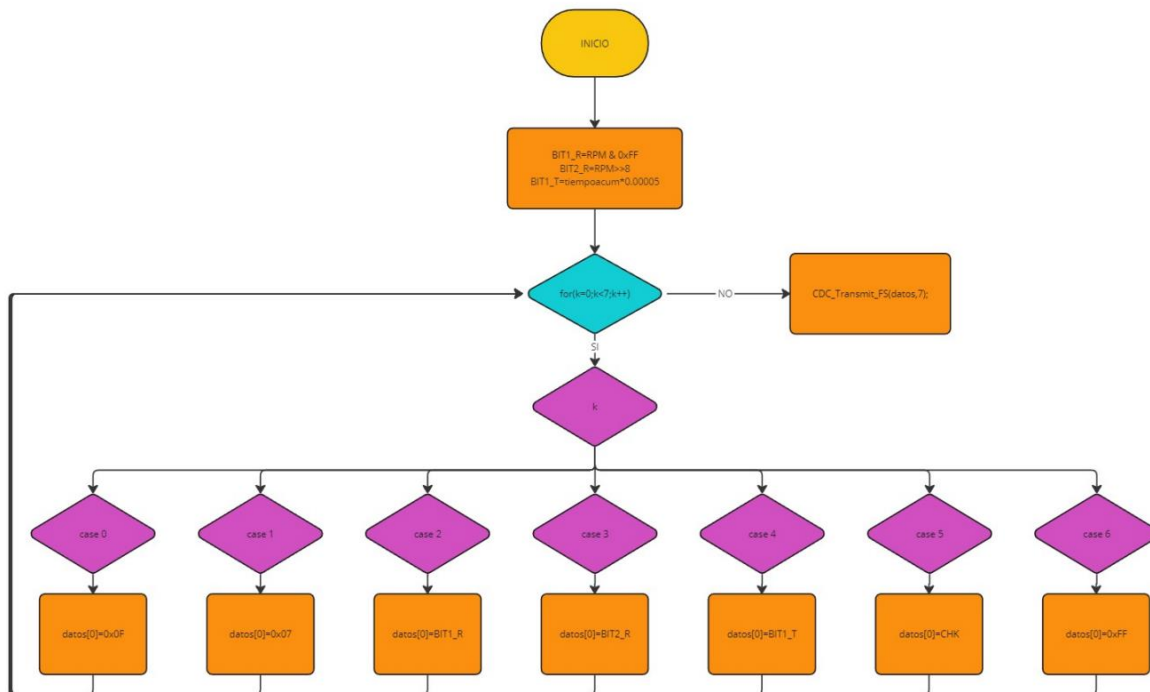 INICIO
BIT1_R=RPM & 0xFF
BIT2_R=RPM>>8
BIT1_T=tiempoacum*0.00005
for(k=0;k<7;k++)
NO
CDC_Transmit_FS(datos,7);
SI
k
case 0
case 1
case 2
case 3
case 4
case 5
case 6
datos[0]=0x0F
datos[0]=0x07
datos[0]=BIT1_R
datos[0]=BIT2_R
datos[0]=BIT1_T
datos[0]=CHK
datos[0]=0xFF